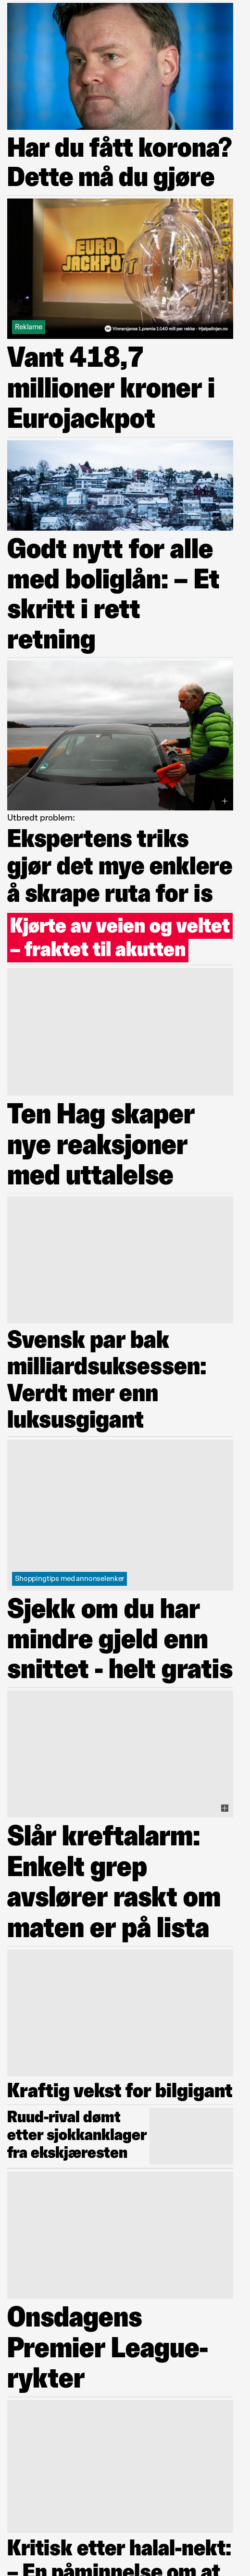 Har du fått korona?
Dette må du gjøre
EURO
JACKPOT
Reklame
Vinnersjanse 1.premie 1:140 mill per rekke - Hjelpelinjen.no
Vant 418,7
millioner kroner i
Eurojackpot
Godt nytt for alle
med boliglån: – Et
skritt i rett
retning
Utbredt problem:
Ekspertens triks
gjør det mye enklere
å skrape ruta for is
Kjørte av veien og veltet
– fraktet til akutten
Ten Hag skaper
nye reaksjoner
med uttalelse
Svensk par bak
milliardsuksessen:
Verdt mer enn
luksusgigant
Shoppingtips med annonselenker
Sjekk om du har
mindre gjeld enn
snittet - helt gratis
Slår kreftalarm:
Enkelt grep
avslører raskt om
maten er på lista
Kraftig vekst for bilgigant
Ruud-rival dømt
etter sjokkanklager
fra ekskjæresten
Onsdagens
Premier League-
rykter
Kritisk etter halal-nekt:
– En påminnelse om at